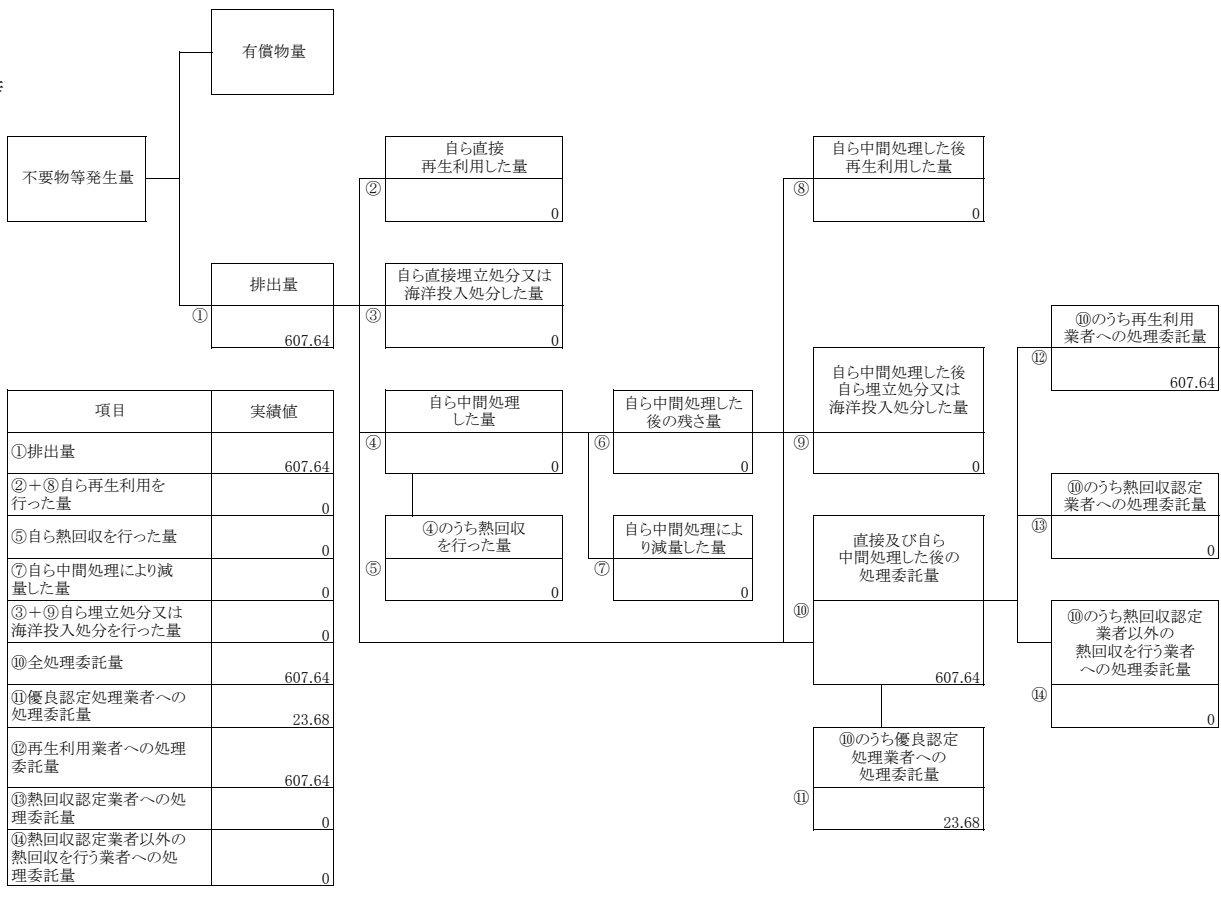 有償物量
不要物等発生量
自ら直接
再生利用した量
②
0
自ら中間処理した後
再生利用した量
⑧
0
排出量
①
607.64
自ら直接埋立処分又は
海洋投入処分した量
③
0
⑩のうち再生利用
業者への処理委託量
⑫
607.64
自ら中間処理した後
自ら埋立処分又は
海洋投入処分した量
⑨
0
自ら中間処理
した量
④
0
自ら中間処理した
後の残さ量
⑥
0
⑩のうち熱回収認定
業者への処理委託量
⑬
0
④のうち熱回収
を行った量
⑤
0
自ら中間処理によ
り減量した量
⑦
0
直接及び自ら
中間処理した後の
処理委託量
⑩
607.64
⑩のうち熱回収認定
業者以外の
熱回収を行う業者
への処理委託量
⑭
0
⑩のうち優良認定
処理業者への
処理委託量
⑪
23.68
項目 実績値
①排出量
607.64
②＋⑧自ら再生利用を
行った量
0
⑤自ら熱回収を行った量
0
⑦自ら中間処理により減
量した量
0
③＋⑨自ら埋立処分又は
海洋投入処分を行った量
0
⑩全処理委託量
607.64
⑪優良認定処理業者への
処理委託量
23.68
⑫再生利用業者への処理
委託量
607.64
⑬熱回収認定業者への処
理委託量
0
⑭熱回収認定業者以外の
熱回収を行う業者への処
理委託量
0